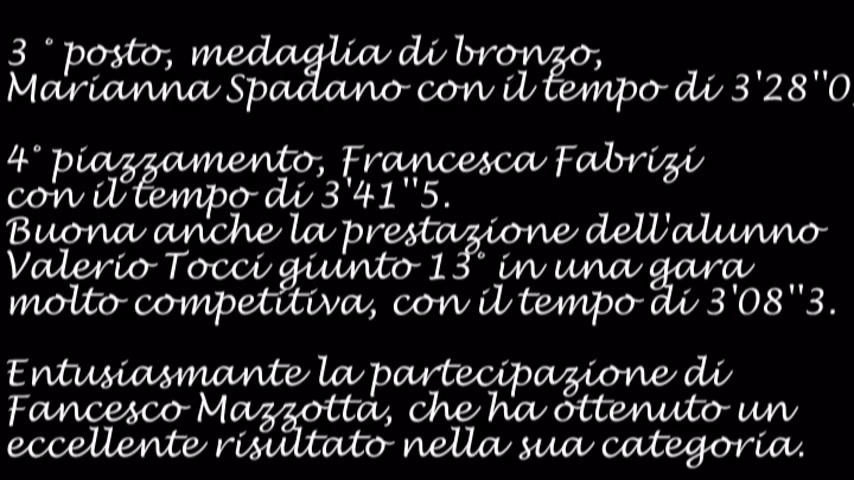 3 ° posto, medaglia di bronzo,
Marianna Spadano con il tempo di 3'28"0
4° piazzamento, Francesca Fabrizi
con il tempo di 3'41"5.
Buona anche la prestazione dell'alunno
Valerio Tocci giunto 13° in una gara
molto competitiva, con il tempo di 3'08"3.
Entusiasmante la partecipazione di
Fancesco Mazzotta, che ha ottenuto un
eccellente risultato nella sua categoria.